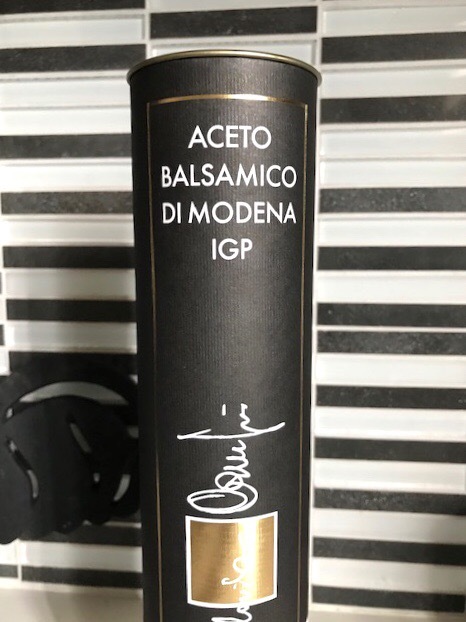 ACETO
BALSAMICO
DI MODENA
IGP